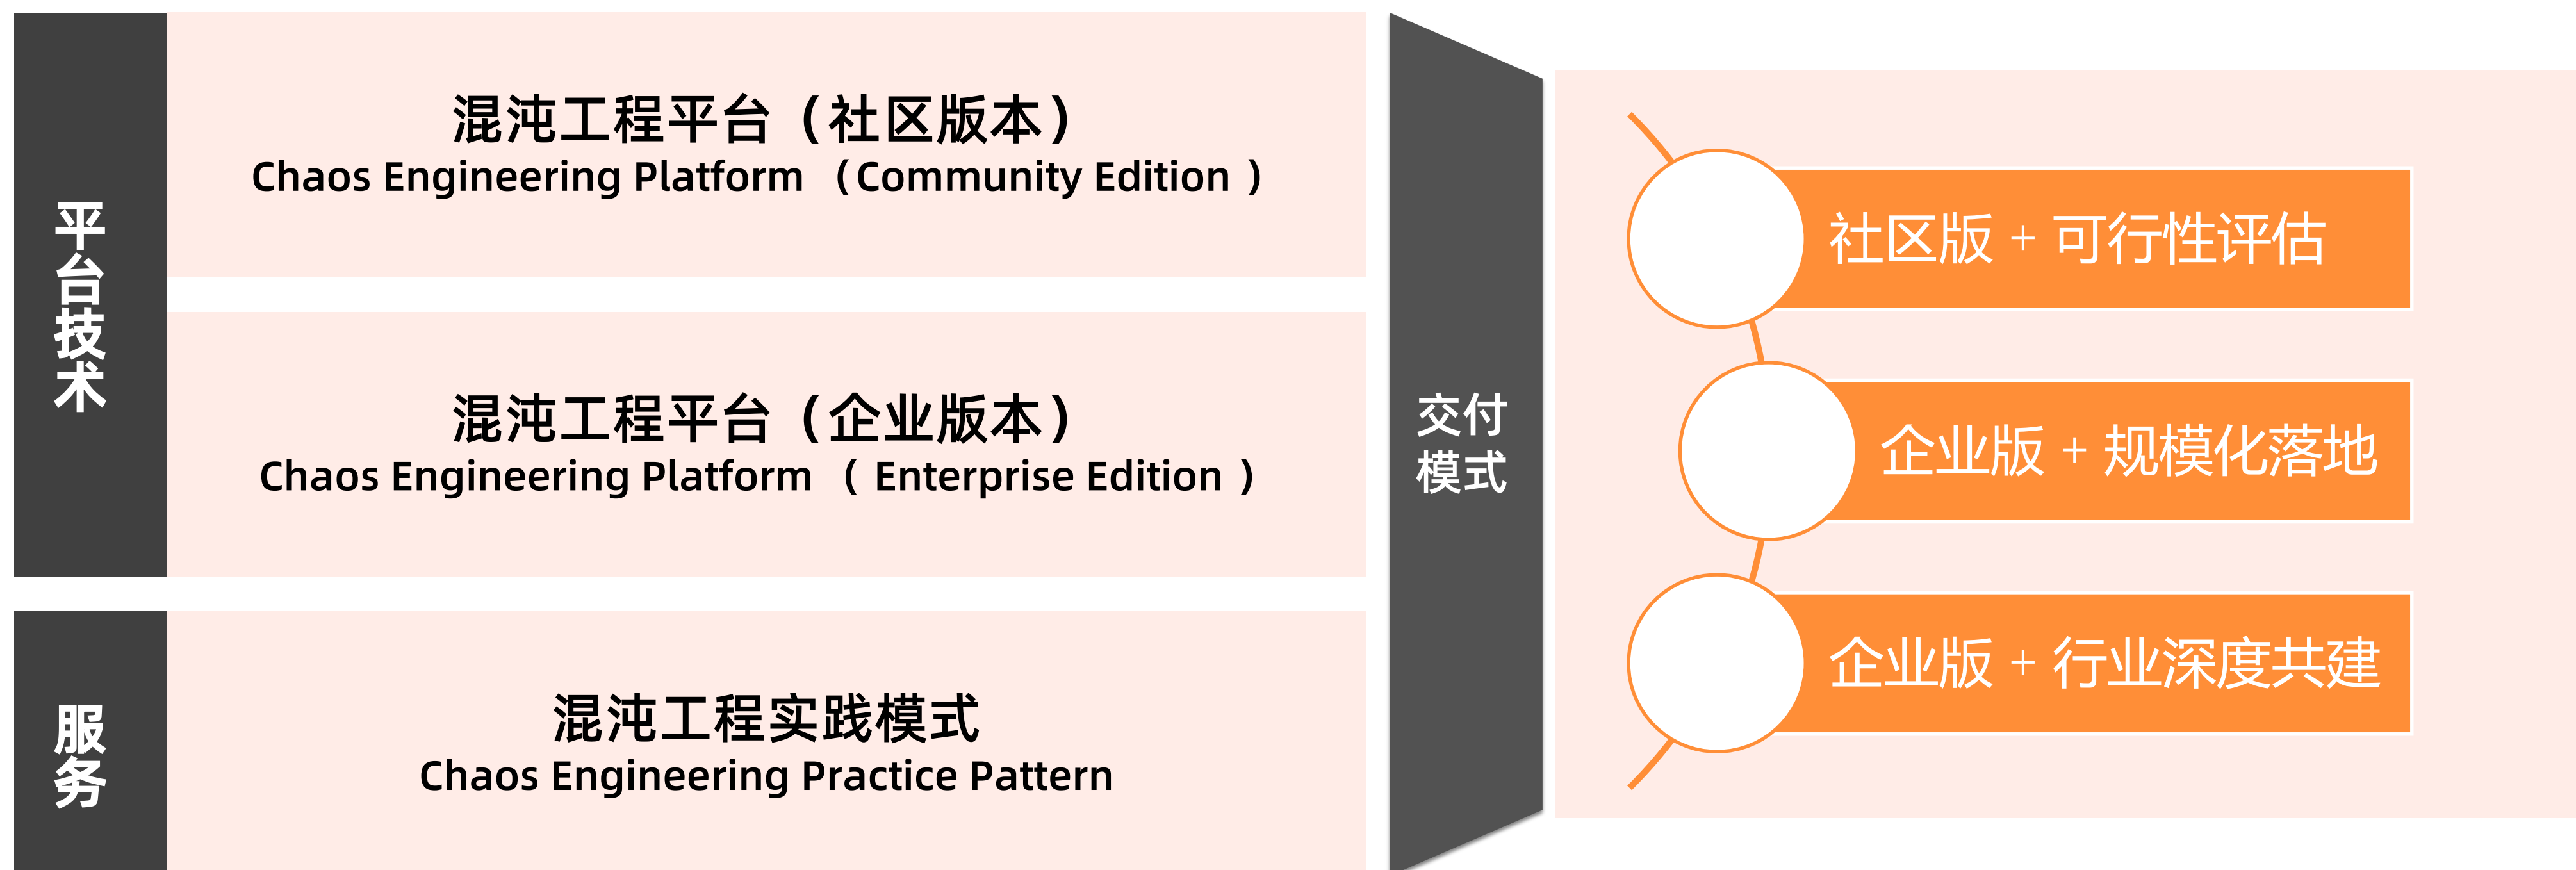 平台技术
混沌工程平台（社区版本）
Chaos Engineering Platform （Community Edition ）
混沌工程平台（企业版本）
Chaos Engineering Platform （ Enterprise Edition ）
服务
混沌工程实践模式
Chaos Engineering Practice Pattern
交付
模式
社区版 + 可行性评估
企业版 + 规模化落地
企业版 + 行业深度共建